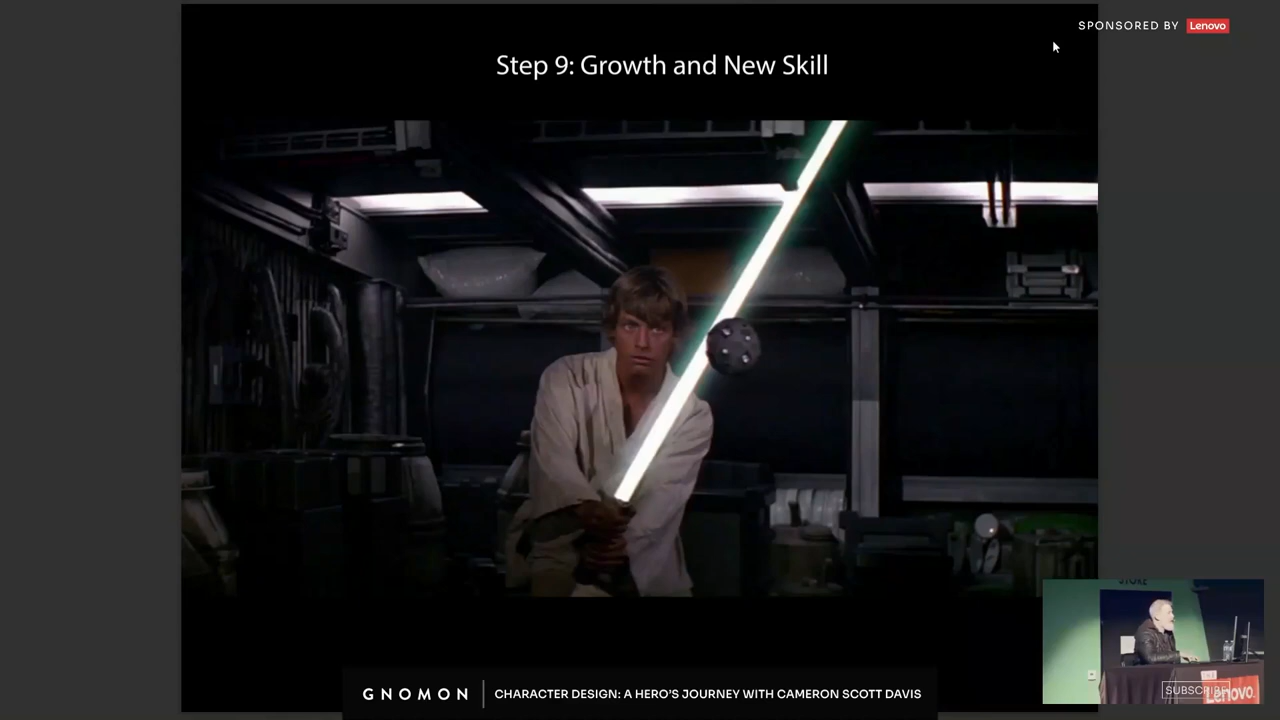 SPONSORED BY Lenovo
Step 9: Growth and New Skill
STORE
SUBSCRIBE
Lenovo.
GNOMON
CHARACTER DESIGN: A HERO'S JOURNEY WITH CAMERON SCOTT DAVIS